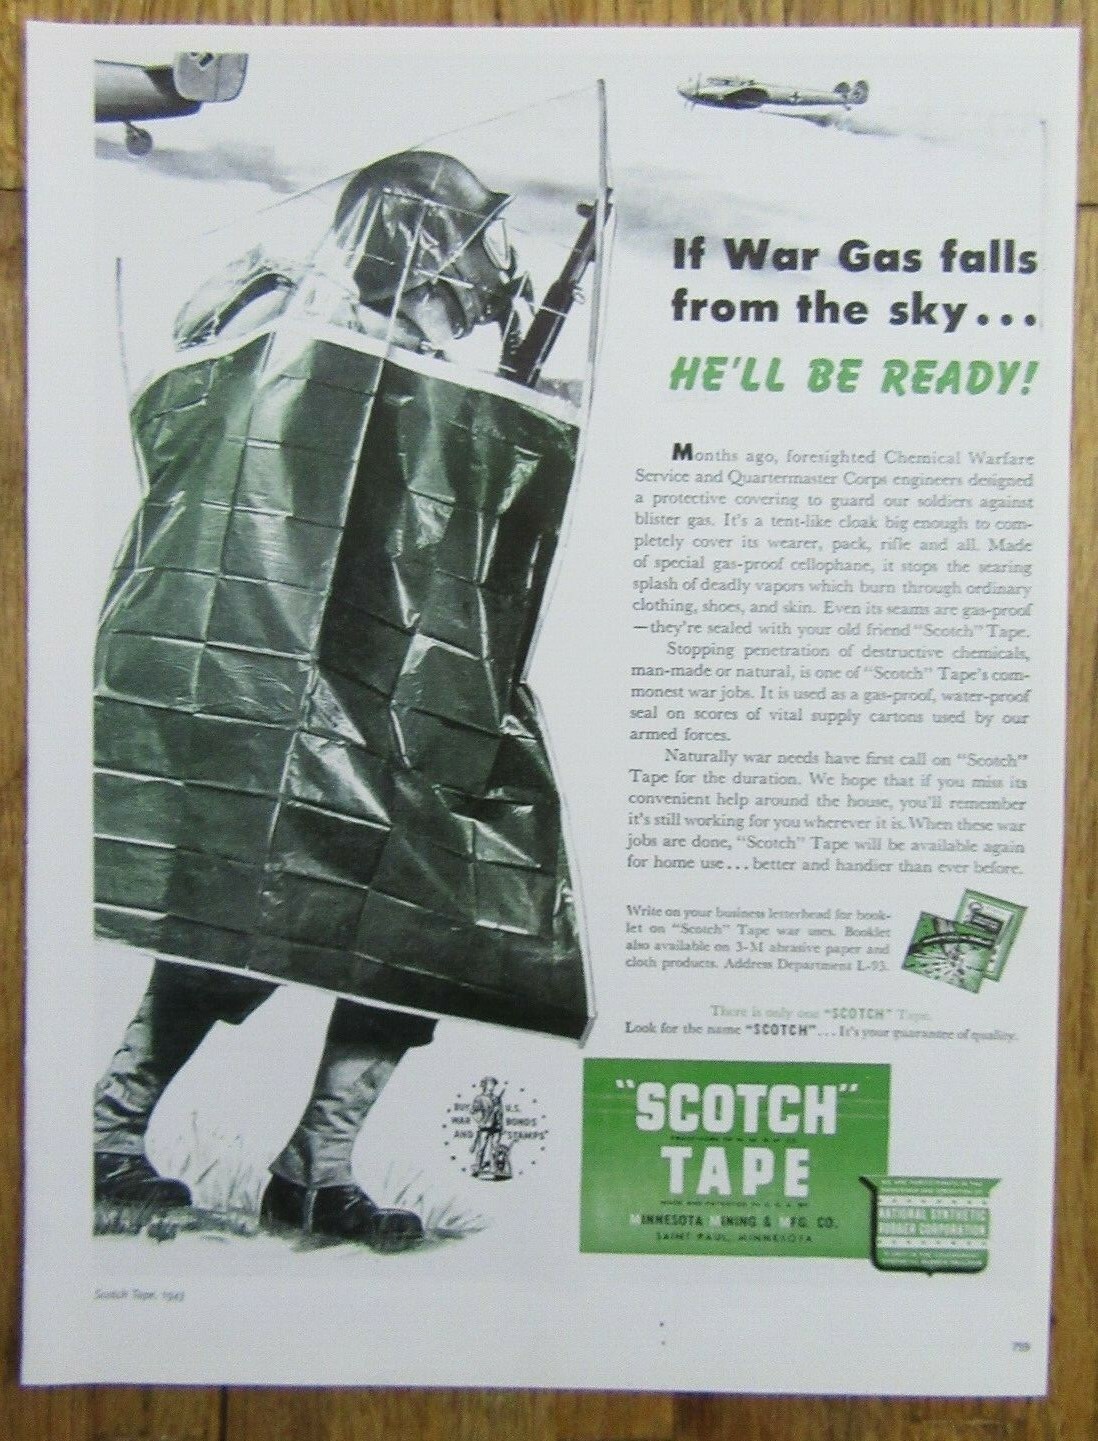 If War Gas falls
from the sky...
HE'LL BE READY!
Months ago, foresighted Chemical Warfare
Service and Quartermaster Corps engineers designed
a protective covering to guard our soldiers against
blister gas. It's a tent-like cloak big enough to com-
pletely cover its wearer, pack, rifle and all. Made
of special gas-proof cellophane, it stops the searing
splash of deadly vapors which burn through ordinary
clothing, shoes, and skin. Even its seams are gas-proof
—they're sealed with your old friend "Scotch" Tape.
Stopping penetration of destructive chemicals,
man-made or natural, is one of "Scotch" Tape's com-
monest war jobs. It is used as a gas-proof, water-proof
seal on scores of vital supply cartons used by our
armed forces.
Naturally war needs have first call on "Scotch"
Tape for the duration. We hope that if you miss its
convenient help around the house, you'll remember
it's still working for you wherever it is. When these war
jobs are done, "Scotch" Tape will be available again
for home use... better and handier than ever before.
Write on your business letterhead for book-
let on "Scotch" Tape war uses. Booklet
also available on 3-M abrasive paper and
cloth products. Address Department L-93.
There is only one "SCOTCH" Tape.
Look for the name "SCOTCH"... It's your guarantee of quality.
BUY U.S.
WAR BONDS
AND STAMPS
"SCOTCH"
TAPE
MADE AND PATENTED IN U.S.A. BY
MINNESOTA MINING & MFG. CO.
SAINT PAUL, MINNESOTA
NATIONAL SYNTHETIC
RUBBER CORPORATION
Scotch Tape, 1943
759